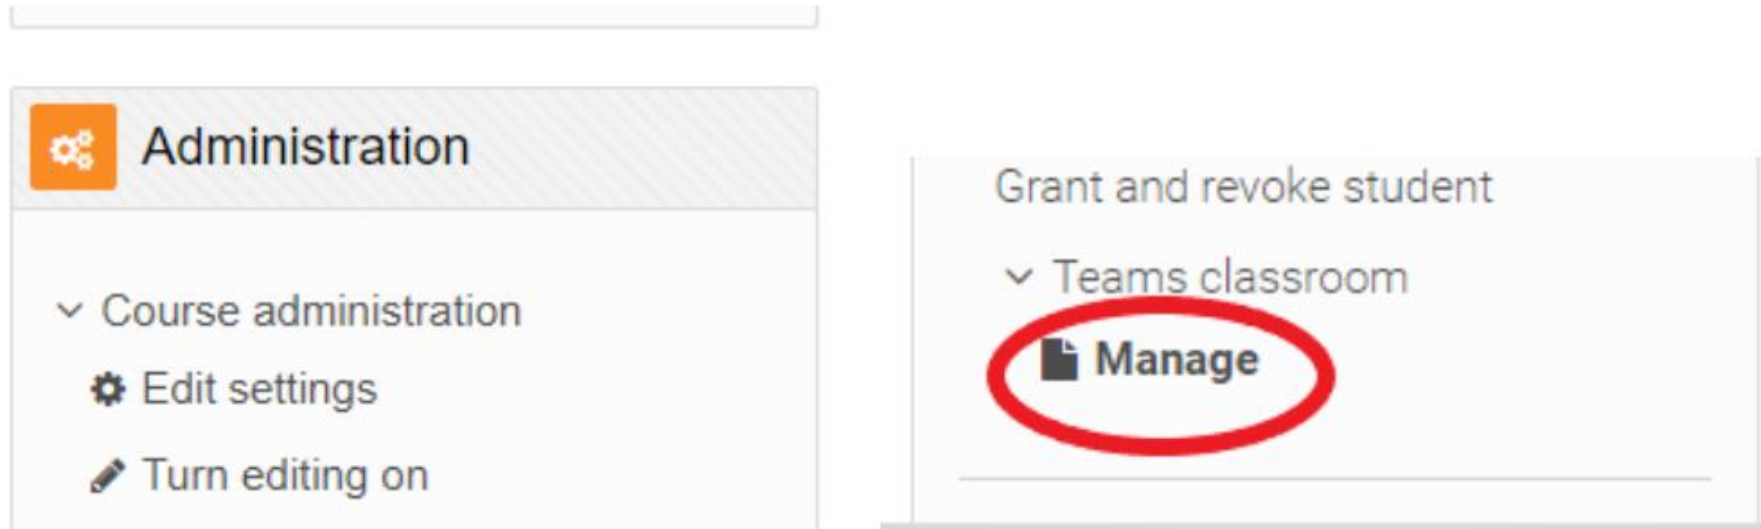 Administration
Course administration
Edit settings
Turn editing on
Grant and revoke student
Teams classroom
Manage